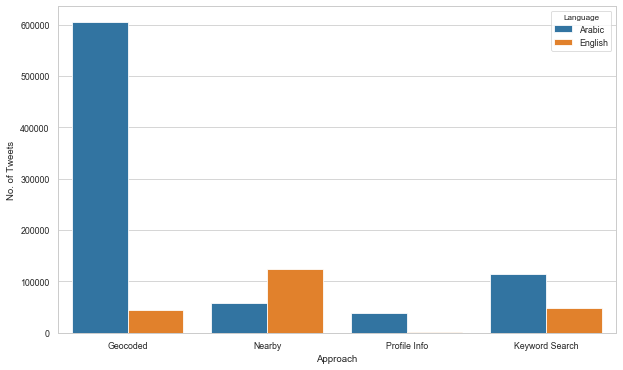 Language
Arabic
English
600000
500000
400000
300000
200000
100000
0
No. of Tweets
Geocoded
Nearby
Profile Info
Keyword Search
Approach